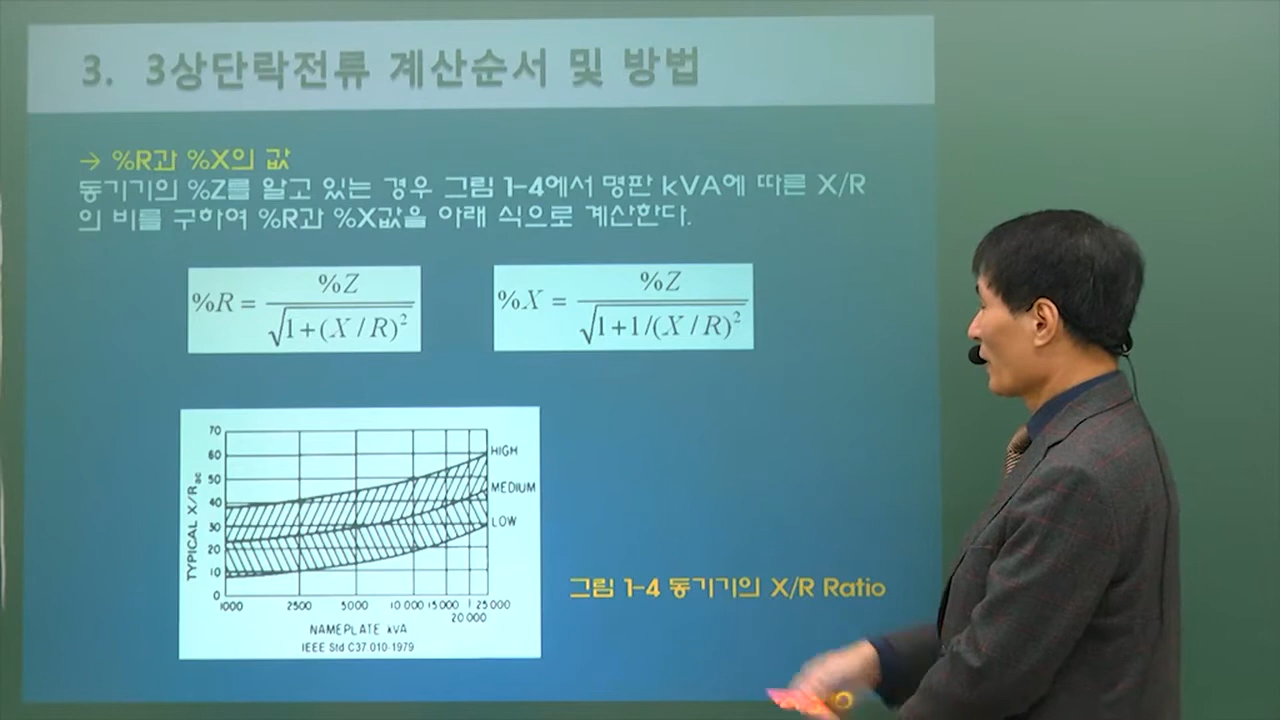 3. 3상단락전류 계산순서 및 방법
→ %R과 %X의 값
동기기의 %Z를 알고 있는 경우 그림 1-4에서 명판 kVA에 따른 X/R
의 비를 구하여 %R과 %X값을 아래 식으로 계산한다.
%R = %Z / √1+(X/R)²
%X = %Z / √1+1/(X/R)²
70
60
50
40
30
20
10
0
TYPICAL X/Rac
HIGH
MEDIUM
LOW
1000 2500 5000 10 000 15 000 25 000
20 000
NAMEPLATE kVA
IEEE Std C37.010-1979
그림 1-4 동기기의 X/R Ratio